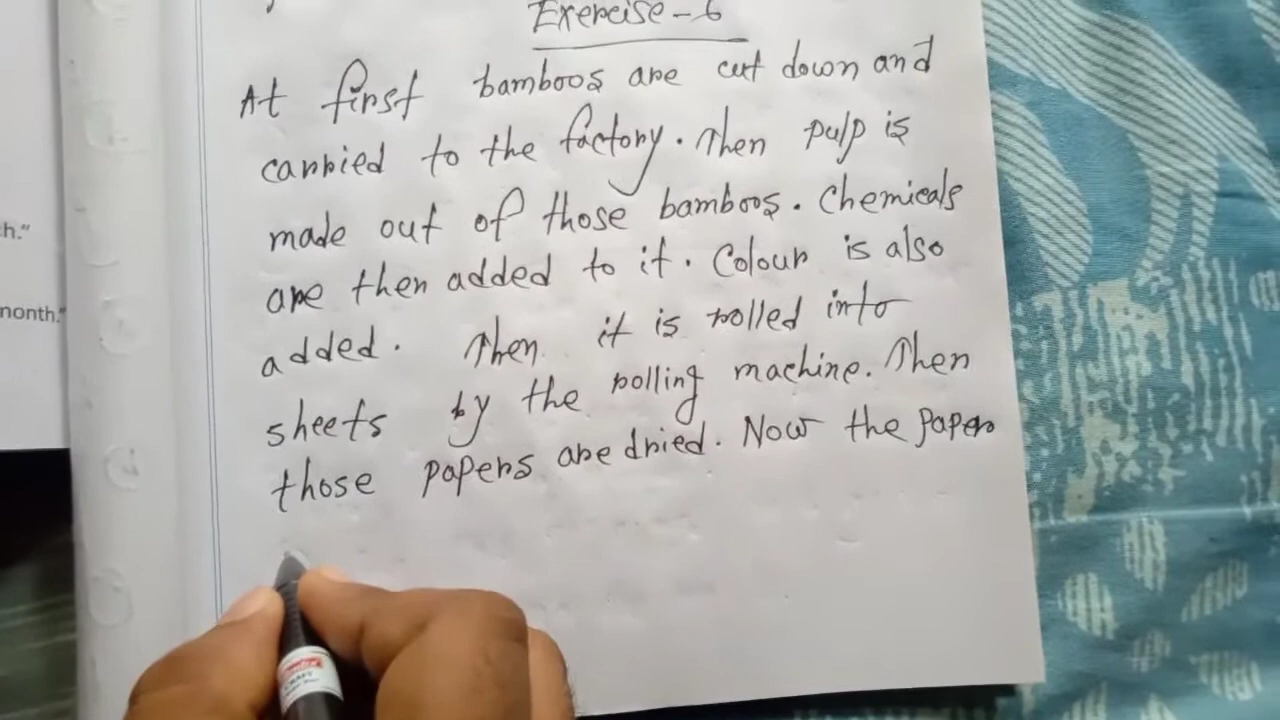 Exercise - 6
At first bamboos are cut down and
carried to the factory. Then pulp is
made out of those bamboos. Chemicals
are then added to it. Colour is also
added. Then it is rolled into
sheets by the rolling machine. Then
those papers are dried. Now the paper
h."
month."